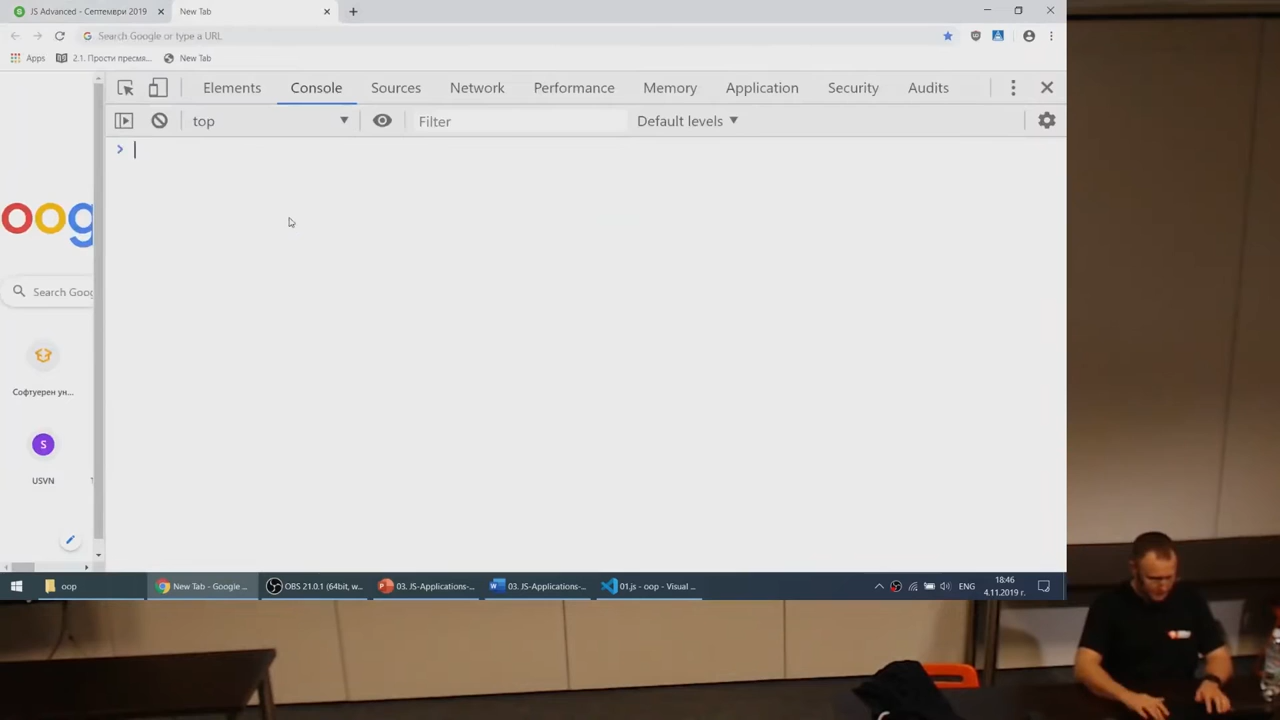 JS Advanced - Септември 2019
New Tab
Search Google or type a URL
Apps
2.1. Прости пресмя...
New Tab
Elements
Console
Sources
Network
Performance
Memory
Application
Security
Audits
top
Filter
Default levels
>
oog
Search Goog
Софтуерен ун...
S
USVN
oop
New Tab - Google ...
OBS 21.0.1 (64bit, w...
03. JS-Applications-...
03. JS-Applications-...
01.js - oop - Visual ...
ЕНГ
18:46
4.11.2019 г.